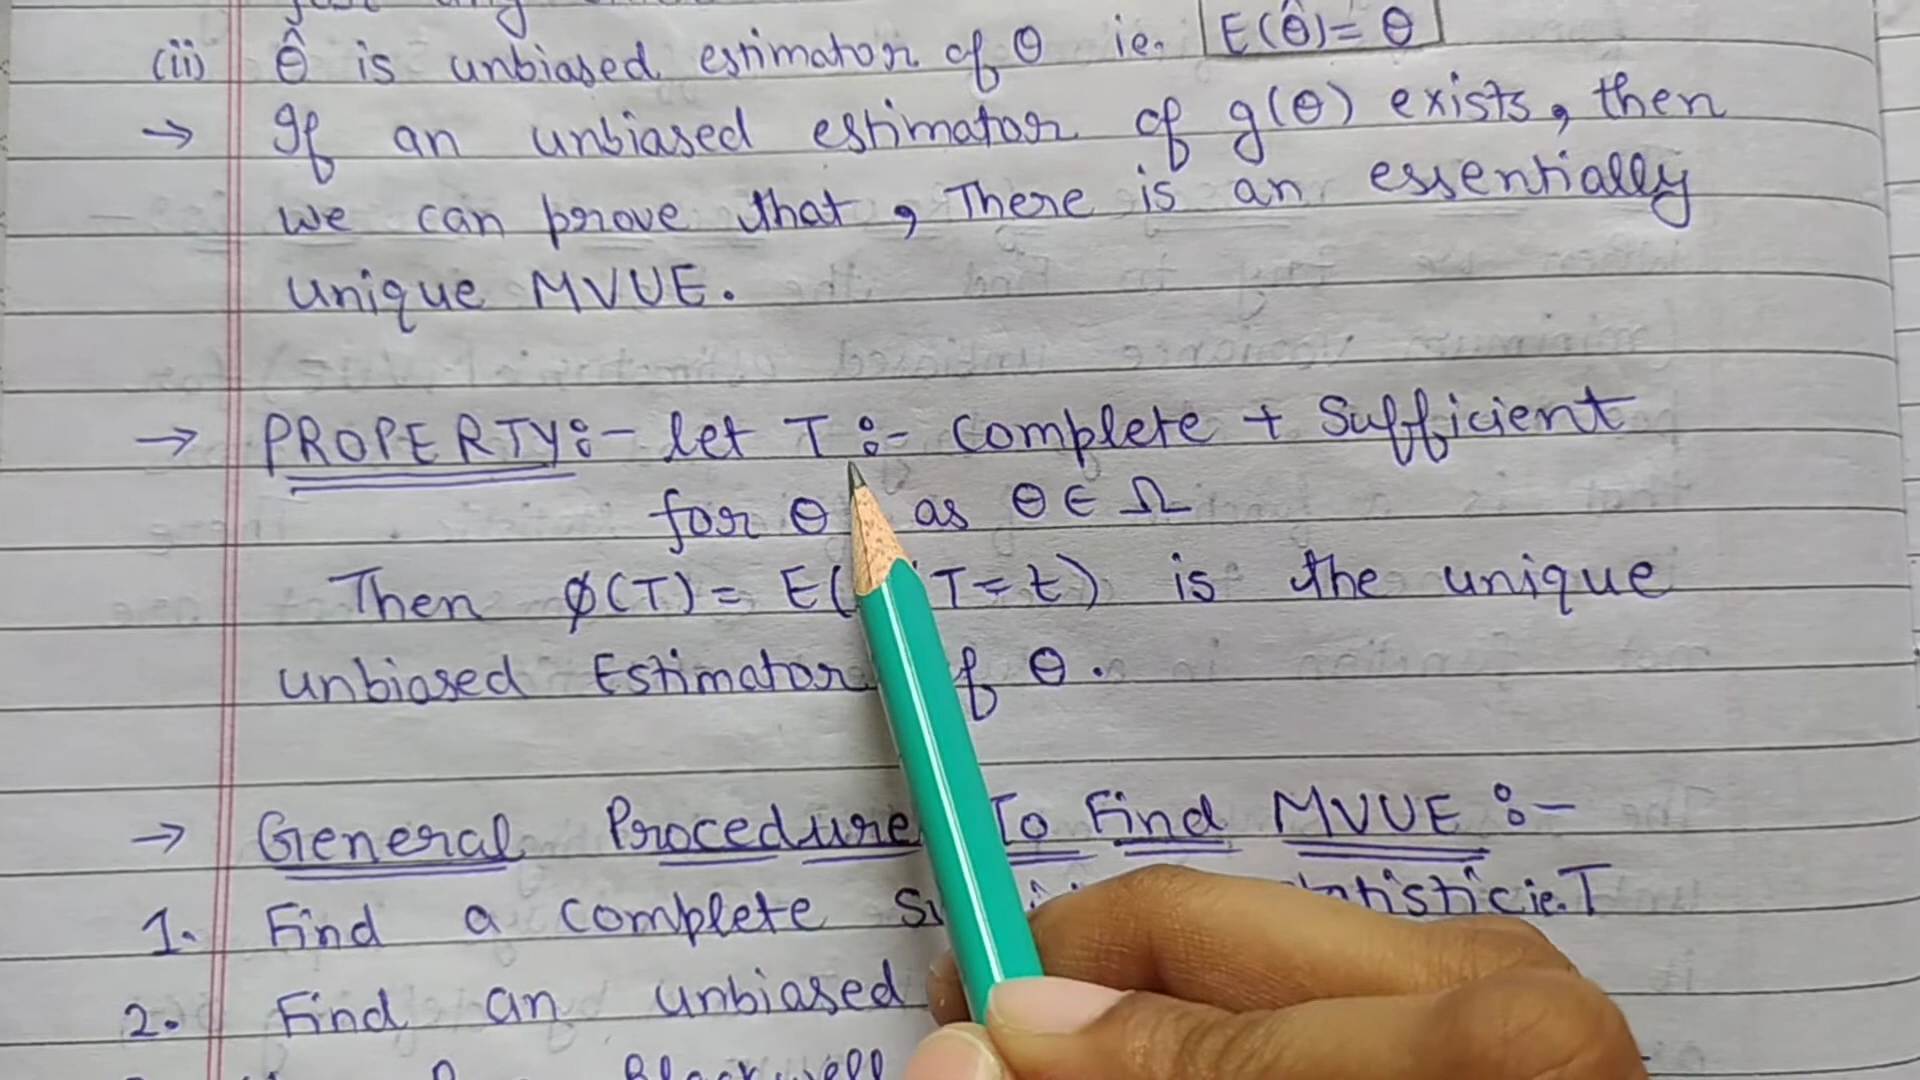 (ii) θ̂ is unbiased estimator of θ ie. E(θ̂)= θ
→ If an unbiased estimator of g(θ) exists, then
we can prove that, There is an essentially
unique MVUE.
→ PROPERTY:- let T :- Complete + Sufficient
for θ as θ ∈ Ω
Then φ(T) = E( T=t) is the unique
unbiased Estimator of θ.
→ General Procedure To Find MVUE :-
1. Find a complete ie. T
2. Find an unbiased
Blackwell